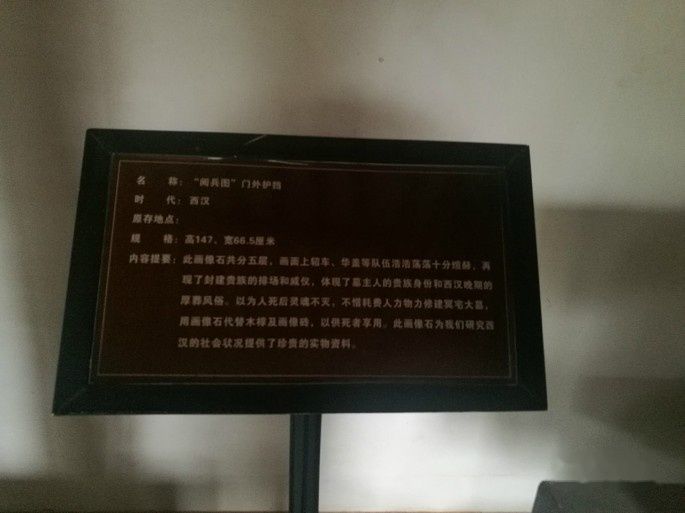 名　　称：“阅兵图”门外护挡
时　　代：西汉
原存地点：
规　　格：高147、宽66.5厘米
内容提要：此画像石共分五层，画面上轺车、华盖等队伍浩浩荡荡十分煊赫，再
现了封建贵族的排场和威仪，体现了墓主人的贵族身份和西汉晚期的
厚葬风俗。以为人死后灵魂不灭，不惜耗费人力物力修建冥宅大墓，
用画像石代替木椁及画像砖，以供死者享用。此画像石为我们研究西
汉的社会状况提供了珍贵的实物资料。